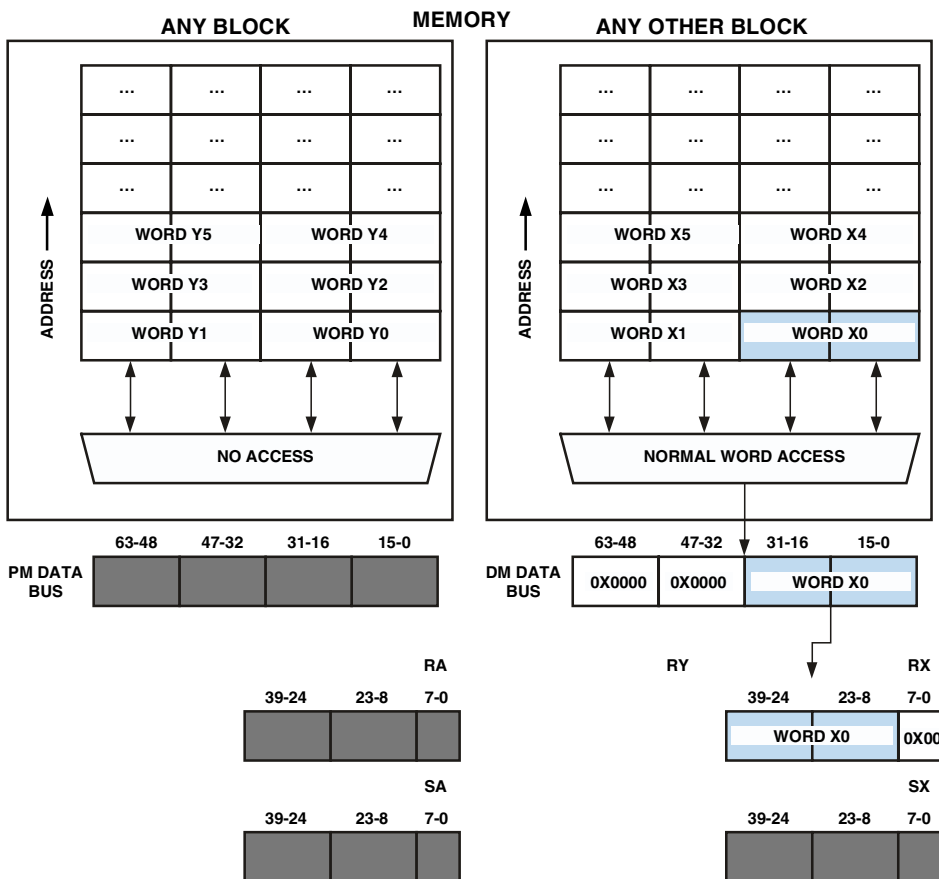 MEMORY
ANY BLOCK
ANY OTHER BLOCK
... ... ... ...
... ... ... ...
... ... ... ...
WORD Y5 WORD Y4
WORD Y3 WORD Y2
WORD Y1 WORD Y0
ADDRESS
NO ACCESS
... ... ... ...
... ... ... ...
... ... ... ...
WORD X5 WORD X4
WORD X3 WORD X2
WORD X1 WORD X0
ADDRESS
NORMAL WORD ACCESS
63-48 47-32 31-16 15-0
PM DATA
BUS
63-48 47-32 31-16 15-0
DM DATA
BUS
0X0000 0X0000 WORD X0
RA
39-24 23-8 7-0
RY RX
39-24 23-8 7-0
WORD X0 0X00
SA
39-24 23-8 7-0
SX
39-24 23-8 7-0